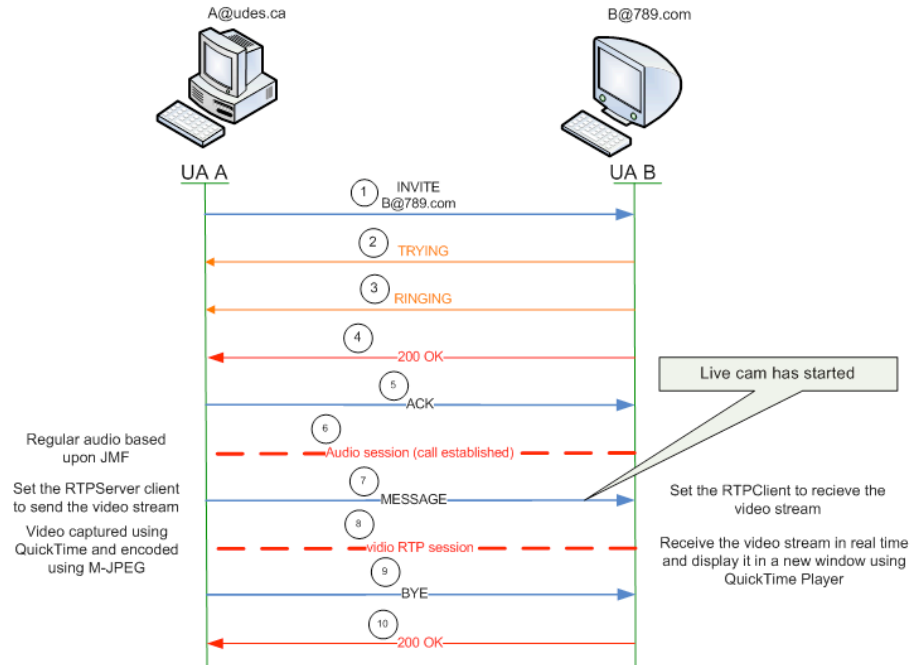 A@udes.ca
B@789.com
UA A
UA B
1
INVITE
B@789.com
2
TRYING
3
RINGING
4
200 OK
Live cam has started
5
ACK
6
Regular audio based
upon JMF
Audio session (call established)
7
Set the RTPServer client
to send the video stream
MESSAGE
Set the RTPClient to recieve the
video stream
8
Video captured using
QuickTime and encoded
using M-JPEG
vidio RTP session
Receive the video stream in real time
and display it in a new window using
QuickTime Player
9
BYE
10
200 OK